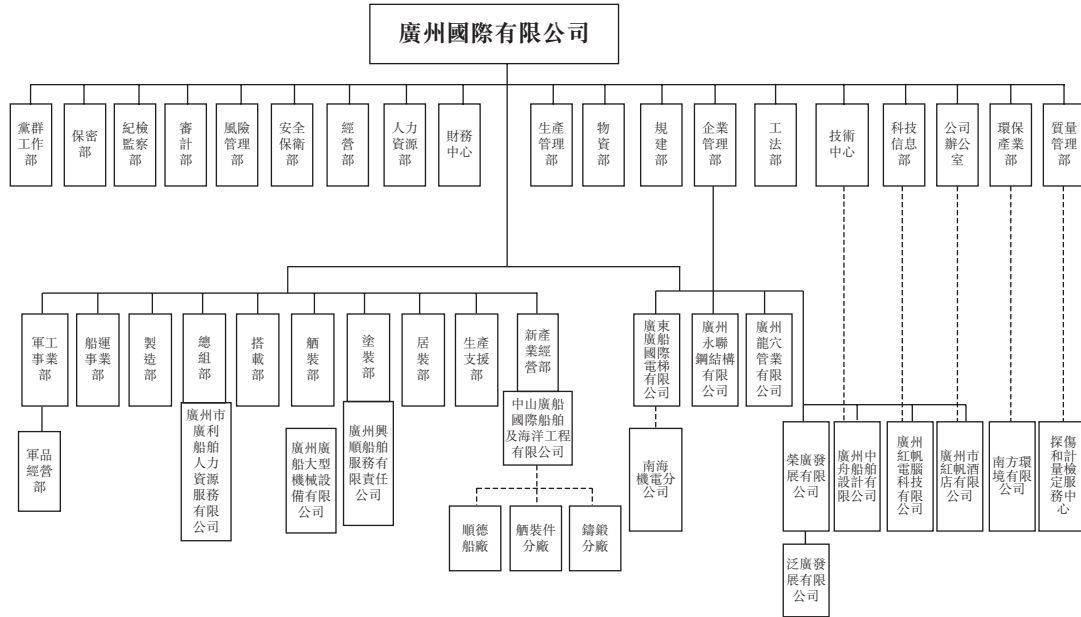 廣州國際有限公司
黨群
工作
部
保密
部
紀檢
監察
部
審
計
部
風險
管理
部
安全
保衛
部
經
營
部
人力
資源
部
財務
中心
生產
管理
部
物
資
部
規
建
部
企業
管理
部
工
法
部
技術
中心
科技
信息
部
公司
辦公
室
環保
產業
部
質量
管理
部
軍工
事業
部
船運
事業
部
製
造
部
總
組
部
搭
載
部
舾
裝
部
塗
裝
部
居
裝
部
生產
支援
部
新產
業經
營部
廣東
廣船
國際
電梯
有限
公司
廣州
永聯
鋼結構
有限
公司
廣州
龍穴
管業
有限
公司
軍品
經營
部
廣州市
廣利
船舶
人力
資源
服務
有限
公司
廣州廣
船大型
機械設
備有限
公司
廣州興
順船舶
服務有
限責任
公司
中山廣船
國際船舶
及海洋工程
有限公司
順德
船廠
舾裝件
分廠
鑄鍛
分廠
南海
機電分
公司
榮廣發
展有限
公司
廣州中
舟船舶
設計有
限公司
廣州
紅帆
電腦
科技
有限
公司
廣州市
紅帆酒
店有限
公司
南方環
境有限
公司
探傷
和計
量檢
定服
務中
心
泛廣發
展有限
公司